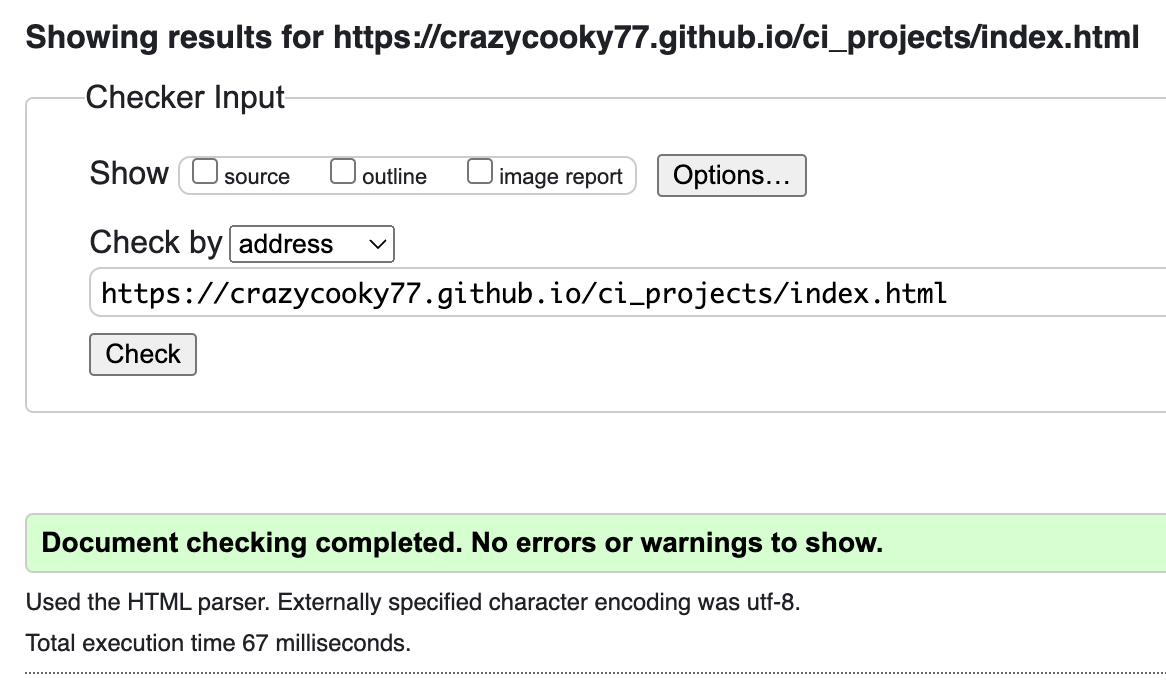 Showing results for https://crazycooky77.github.io/ci_projects/index.html
Checker Input
Show source outline image report Options…
Check by address
https://crazycooky77.github.io/ci_projects/index.html
Check
Document checking completed. No errors or warnings to show.
Used the HTML parser. Externally specified character encoding was utf-8.
Total execution time 67 milliseconds.